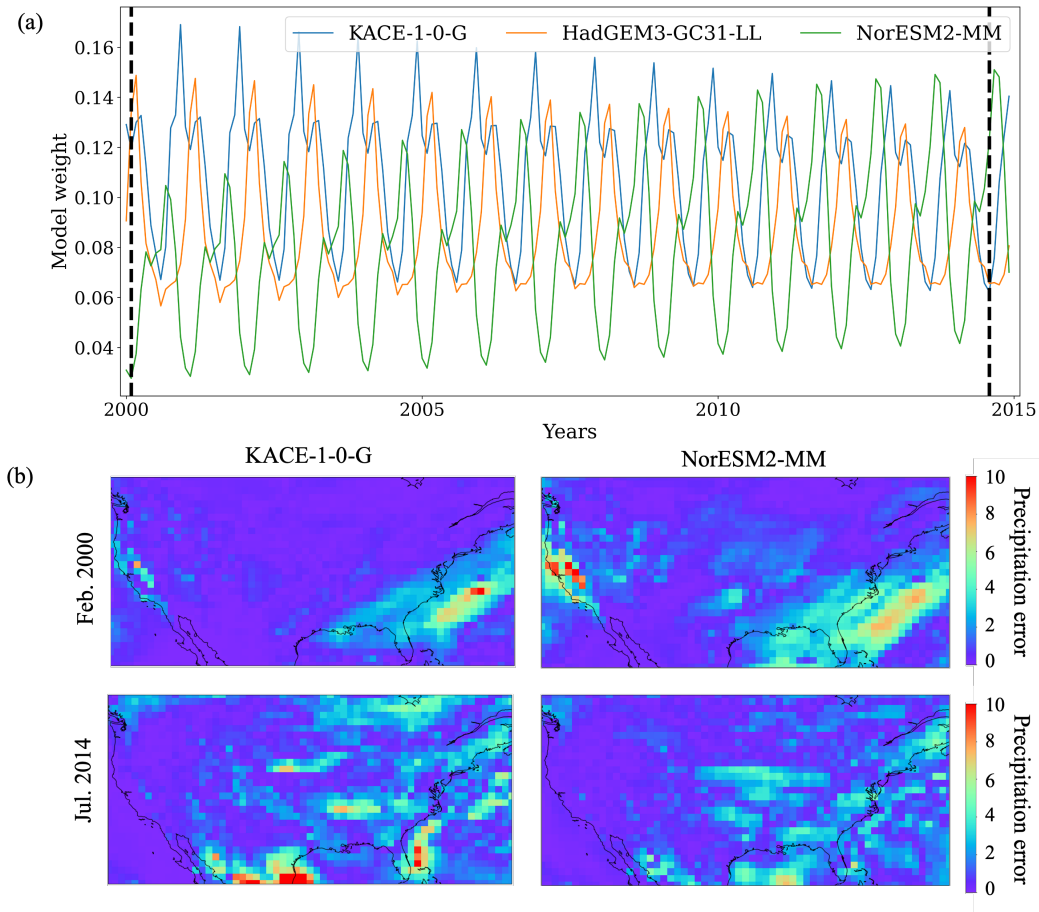 (a)
KACE-1-0-G HadGEM3-GC31-LL NorESM2-MM
0.16
0.14
0.12
0.10
0.08
0.06
0.04
Model weight
2000 2005 2010 2015
Years
(b)
KACE-1-0-G NorESM2-MM
Feb. 2000
10
8
6
4
2
0
Precipitation error
Jul. 2014
10
8
6
4
2
0
Precipitation error